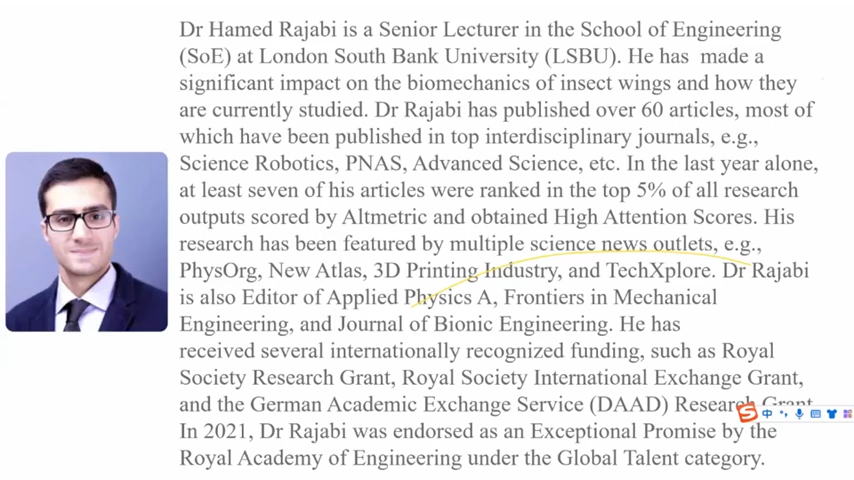 Dr Hamed Rajabi is a Senior Lecturer in the School of Engineering
(SoE) at London South Bank University (LSBU). He has made a
significant impact on the biomechanics of insect wings and how they
are currently studied. Dr Rajabi has published over 60 articles, most of
which have been published in top interdisciplinary journals, e.g.,
Science Robotics, PNAS, Advanced Science, etc. In the last year alone,
at least seven of his articles were ranked in the top 5% of all research
outputs scored by Altmetric and obtained High Attention Scores. His
research has been featured by multiple science news outlets, e.g.,
PhysOrg, New Atlas, 3D Printing Industry, and TechXplore. Dr Rajabi
is also Editor of Applied Physics A, Frontiers in Mechanical
Engineering, and Journal of Bionic Engineering. He has
received several internationally recognized funding, such as Royal
Society Research Grant, Royal Society International Exchange Grant,
and the German Academic Exchange Service (DAAD) Research Grant
S 中
In 2021, Dr Rajabi was endorsed as an Exceptional Promise by the
Royal Academy of Engineering under the Global Talent category.